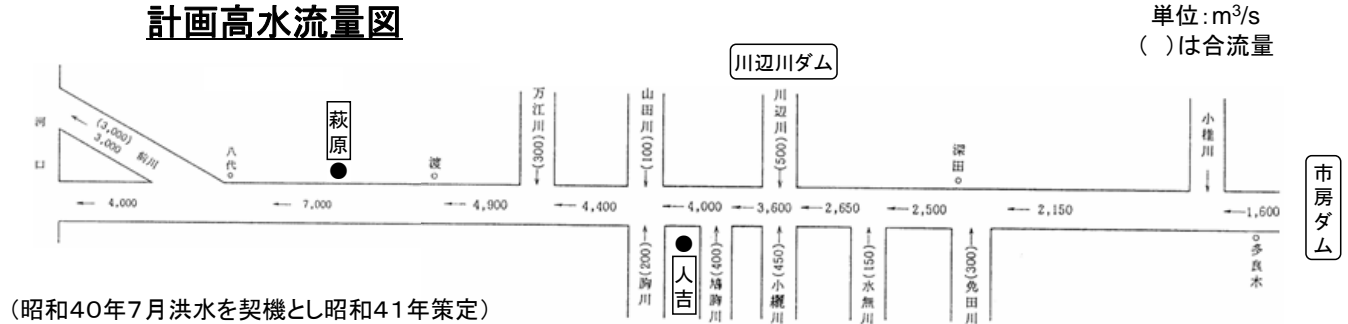 計画高水流量図
単位:m³/s
( )は合流量
川辺川ダム
河口
(3,000)
3,000
前川
八代
萩原
渡
万江川(300)
山田川(100)
川辺川(500)
深田
小椎川
市房ダム
4,000
7,000
4,900
4,400
4,000
3,600
2,650
2,500
2,150
1,600
(200)胸川
人吉
(400)鳩胸川
(450)小纚川
(150)水無川
(300)免田川
多良木
(昭和40年7月洪水を契機とし昭和41年策定)